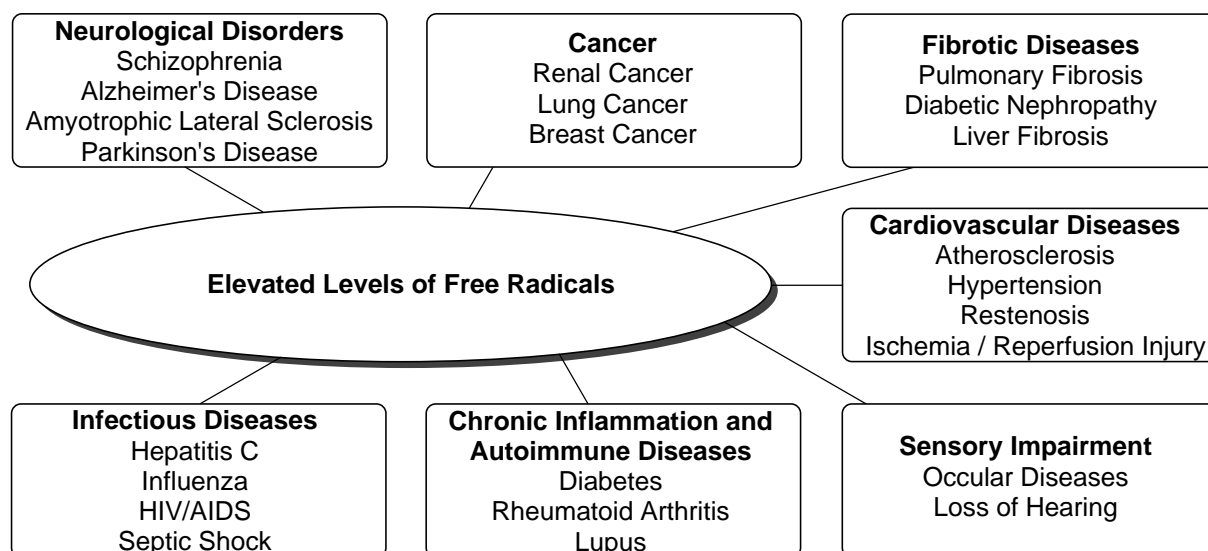 Neurological Disorders
Schizophrenia
Alzheimer's Disease
Amyotrophic Lateral Sclerosis
Parkinson's Disease
Cancer
Renal Cancer
Lung Cancer
Breast Cancer
Fibrotic Diseases
Pulmonary Fibrosis
Diabetic Nephropathy
Liver Fibrosis
Elevated Levels of Free Radicals
Cardiovascular Diseases
Atherosclerosis
Hypertension
Restenosis
Ischemia / Reperfusion Injury
Infectious Diseases
Hepatitis C
Influenza
HIV/AIDS
Septic Shock
Chronic Inflammation and
Autoimmune Diseases
Diabetes
Rheumatoid Arthritis
Lupus
Sensory Impairment
Occular Diseases
Loss of Hearing